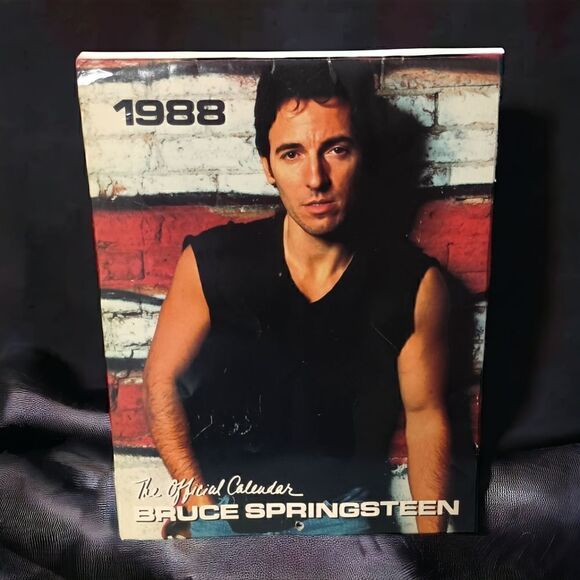 1988
The Official Calendar
BRUCE SPRINGSTEEN